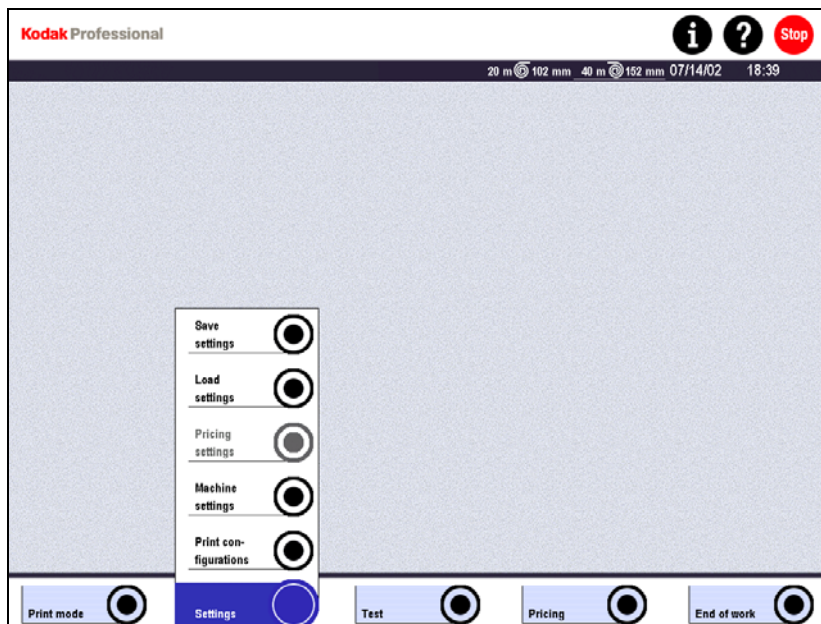 Kodak Professional
i ? Stop
20 m 102 mm 40 m 152 mm 07/14/02 18:39
Save
settings
Load
settings
Pricing
settings
Machine
settings
Print con-
figurations
Print mode Settings Test Pricing End of work